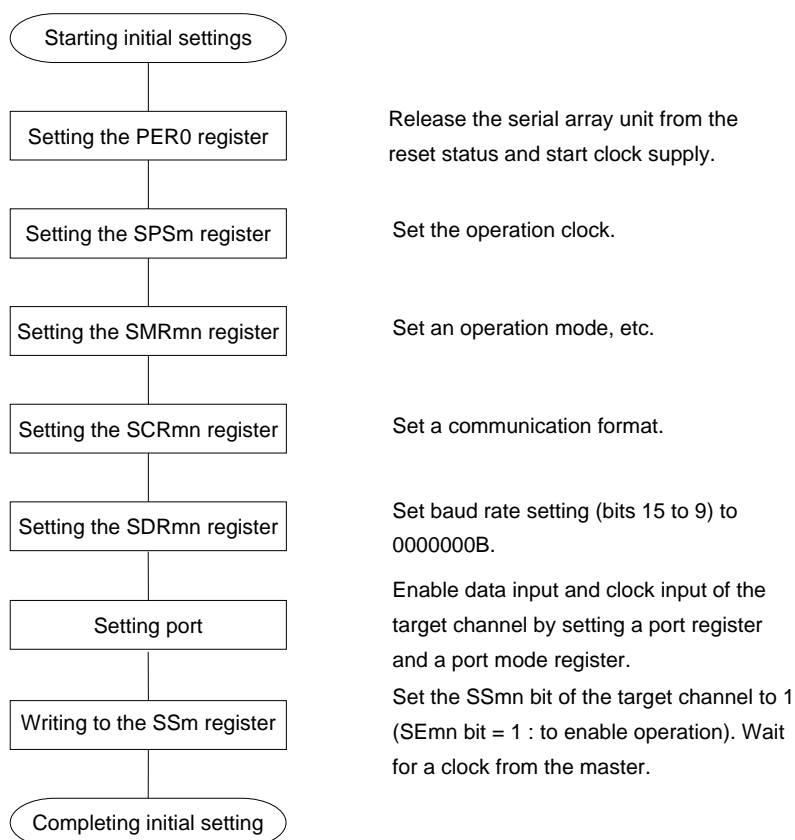 Starting initial settings
Setting the PER0 register
Release the serial array unit from the
reset status and start clock supply.
Setting the SPSm register
Set the operation clock.
Setting the SMRmn register
Set an operation mode, etc.
Setting the SCRmn register
Set a communication format.
Setting the SDRmn register
Set baud rate setting (bits 15 to 9) to
0000000B.
Setting port
Enable data input and clock input of the
target channel by setting a port register
and a port mode register.
Writing to the SSm register
Set the SSmn bit of the target channel to 1
(SEmn bit = 1 : to enable operation). Wait
for a clock from the master.
Completing initial setting